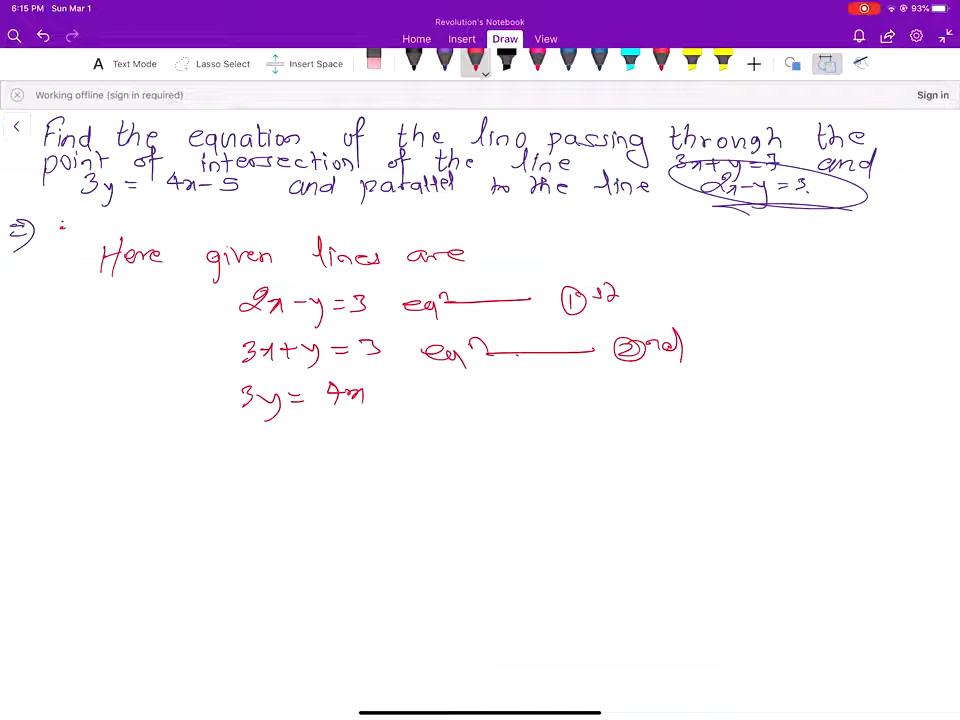 6:15 PM Sun Mar 1 93%
Revolution's Notebook
Home Insert Draw View
A Text Mode Lasso Select Insert Space
Working offline (sign in required) Sign in
Find the equation of the line passing through the
point of intersection of the line 3x+y=7 and
3y = 4x-5 and parallel to the line 2x-y=3.
⇒) :
Here given lines are
2x-y=3 eqn ——— ① st
3x+y=3 eqn ——— ② nd
3y= 4x